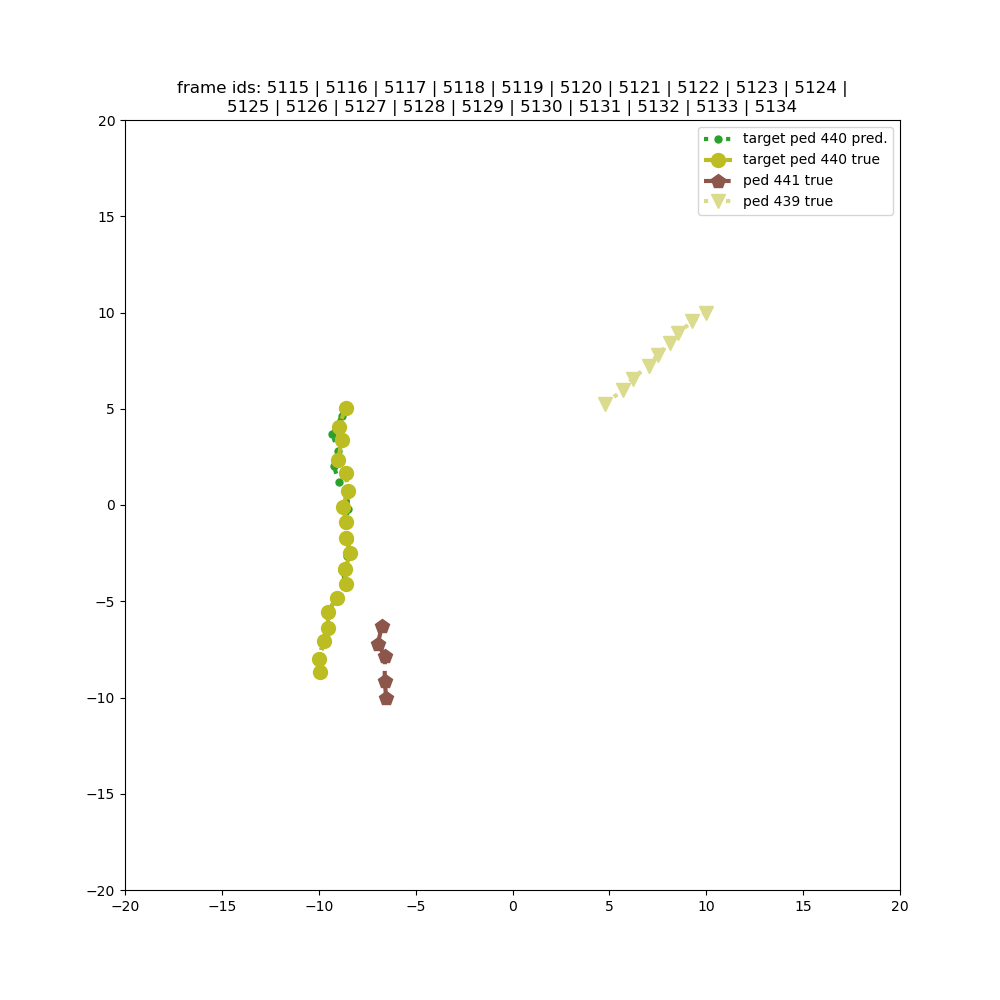 frame ids: 5115 | 5116 | 5117 | 5118 | 5119 | 5120 | 5121 | 5122 | 5123 | 5124 |
5125 | 5126 | 5127 | 5128 | 5129 | 5130 | 5131 | 5132 | 5133 | 5134
target ped 440 pred.
target ped 440 true
ped 441 true
ped 439 true
20
15
10
5
0
−5
−10
−15
−20
−20 −15 −10 −5 0 5 10 15 20